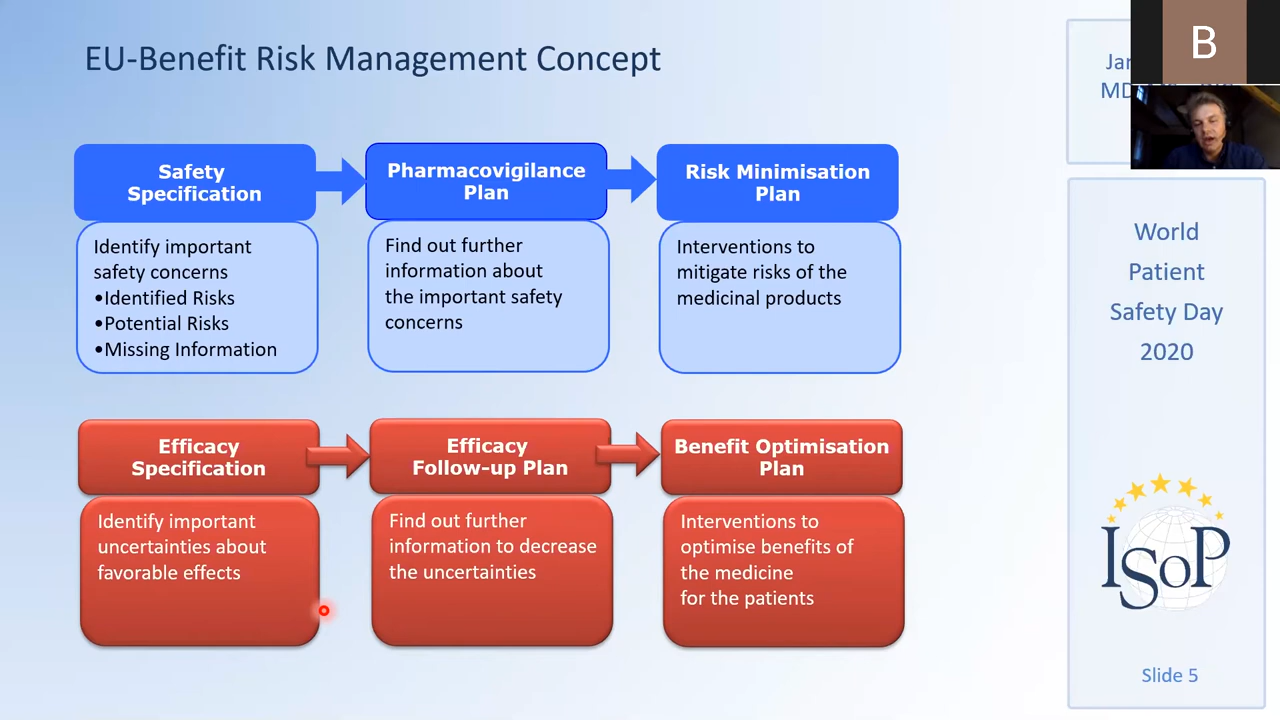 EU-Benefit Risk Management Concept
Safety
Specification
Pharmacovigilance
Plan
Risk Minimisation
Plan
Identify important
safety concerns
•Identified Risks
•Potential Risks
•Missing Information
Find out further
information about
the important safety
concerns
Interventions to
mitigate risks of the
medicinal products
Efficacy
Specification
Efficacy
Follow-up Plan
Benefit Optimisation
Plan
Identify important
uncertainties about
favorable effects
Find out further
information to decrease
the uncertainties
Interventions to
optimise benefits of
the medicine
for the patients
B
World
Patient
Safety Day
2020
ISoP
Slide 5